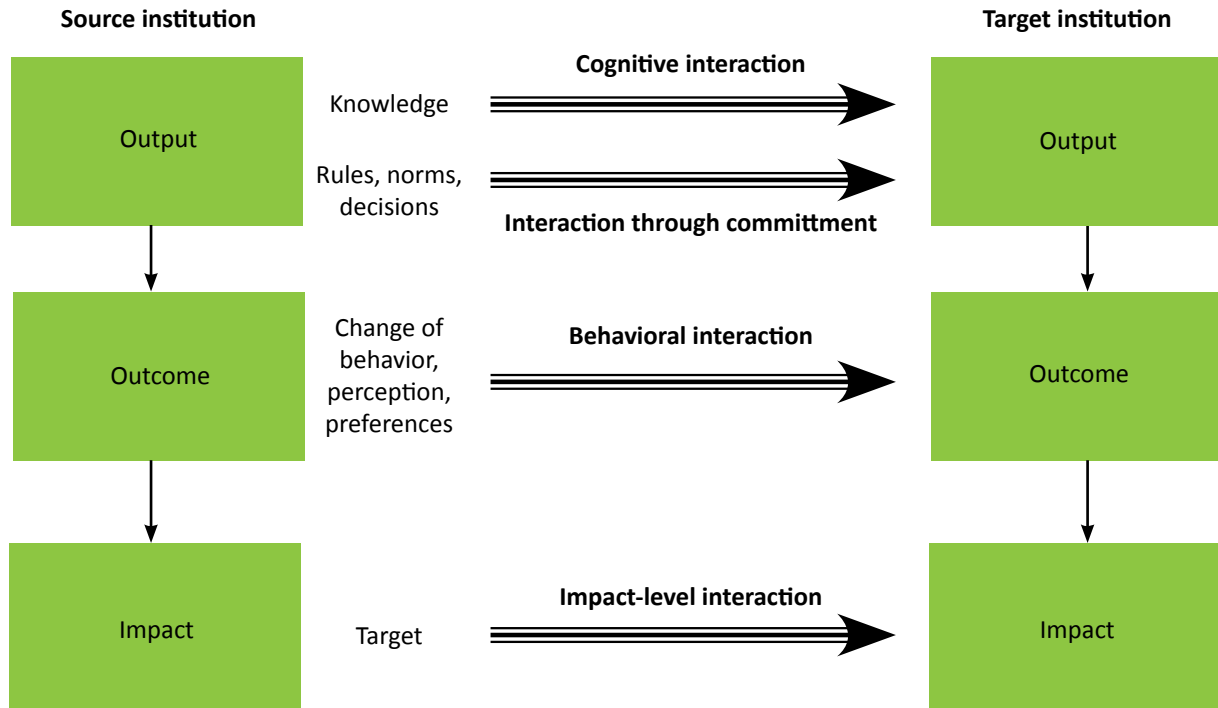 Source institution
Target institution
Cognitive interaction
Knowledge
Output
Output
Rules, norms,
decisions
Interaction through committment
Change of
behavior,
perception,
preferences
Behavioral interaction
Outcome
Outcome
Impact-level interaction
Impact
Target
Impact